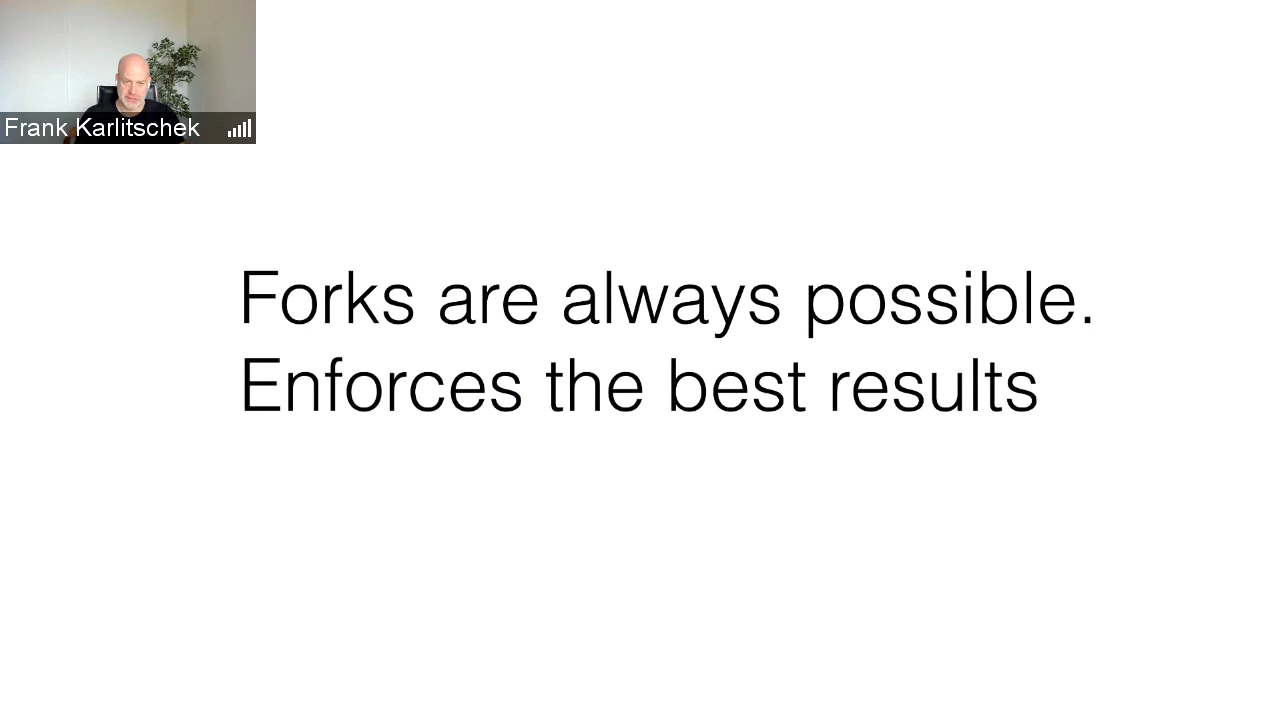 Frank Karlitschek
Forks are always possible.
Enforces the best results